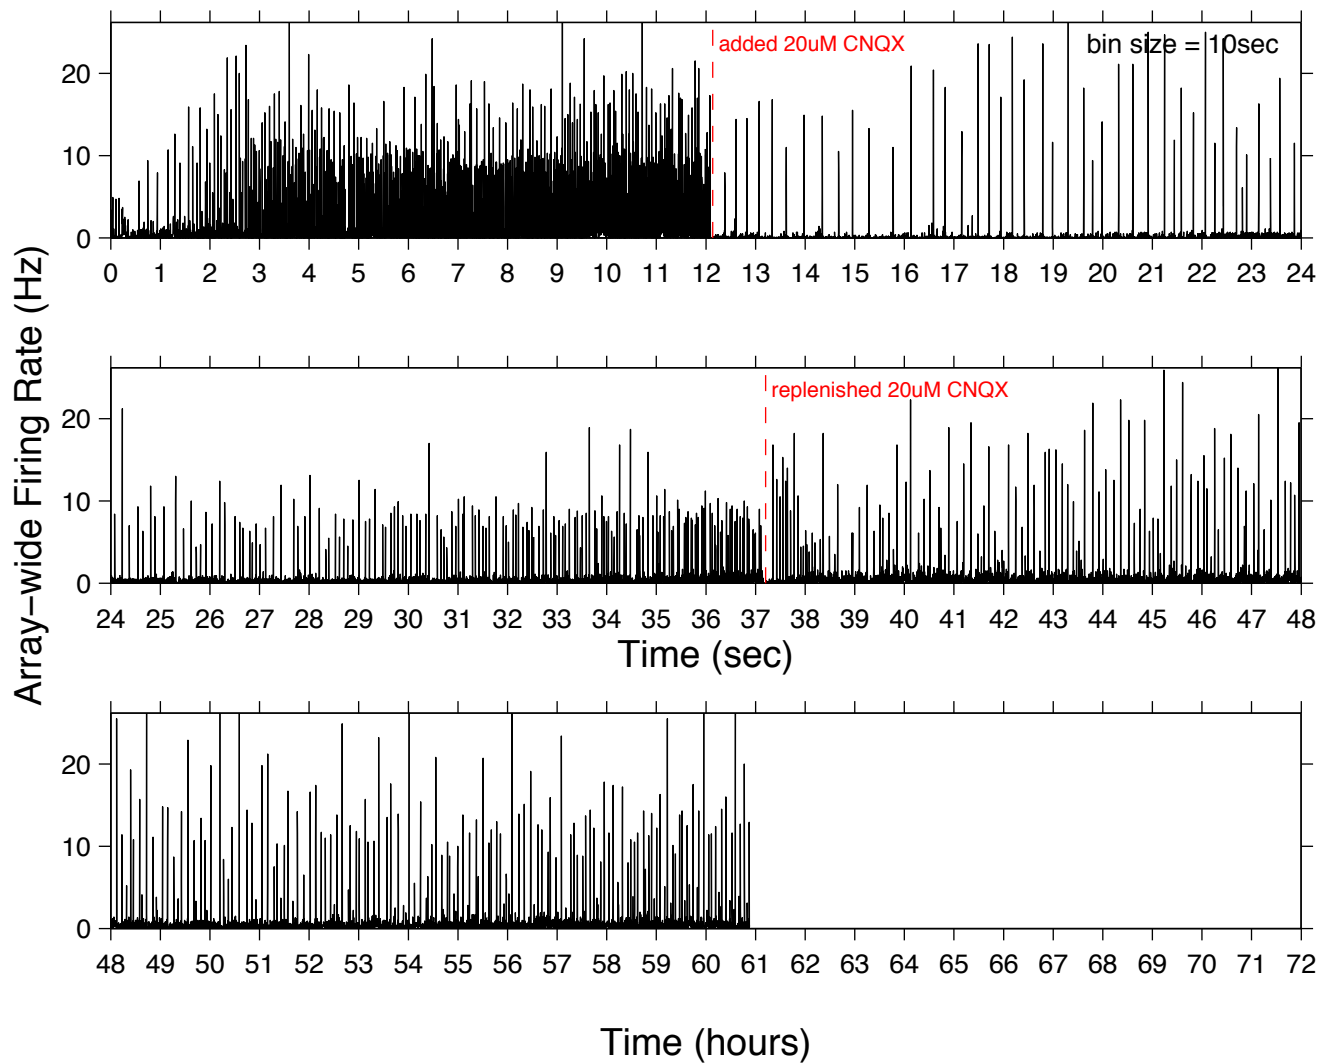 added 20uM CNQX
bin size = 10sec
20
10
0
0 1 2 3 4 5 6 7 8 9 10 11 12 13 14 15 16 17 18 19 20 21 22 23 24
Array-wide Firing Rate (Hz)
replenished 20uM CNQX
20
10
0
24 25 26 27 28 29 30 31 32 33 34 35 36 37 38 39 40 41 42 43 44 45 46 47 48
Time (sec)
20
10
0
48 49 50 51 52 53 54 55 56 57 58 59 60 61 62 63 64 65 66 67 68 69 70 71 72
Time (hours)